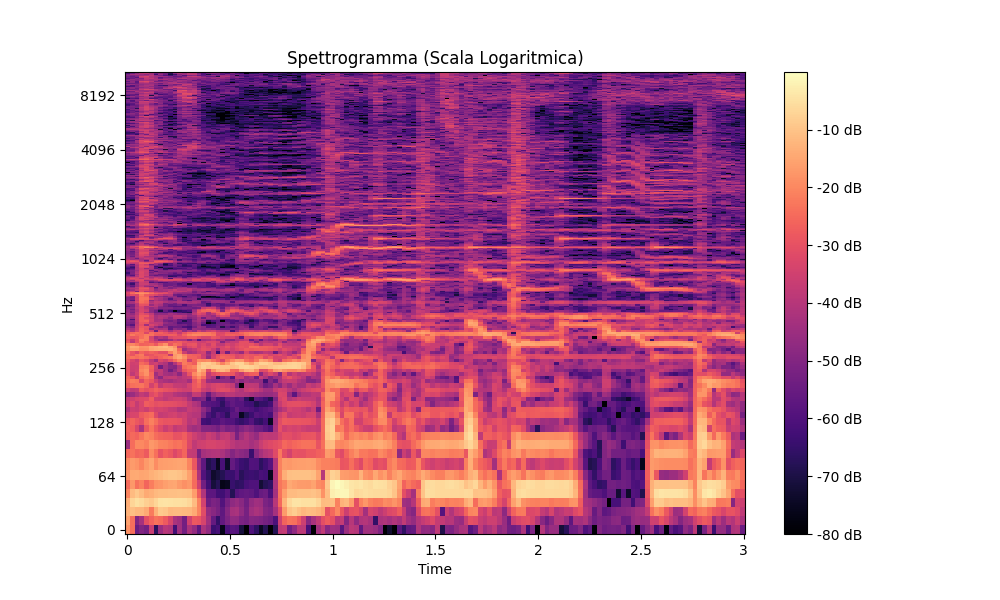 Spettrogramma (Scala Logaritmica)
Hz
8192
4096
2048
1024
512
256
128
64
0
0
0.5
1
1.5
2
2.5
3
Time
-10 dB
-20 dB
-30 dB
-40 dB
-50 dB
-60 dB
-70 dB
-80 dB